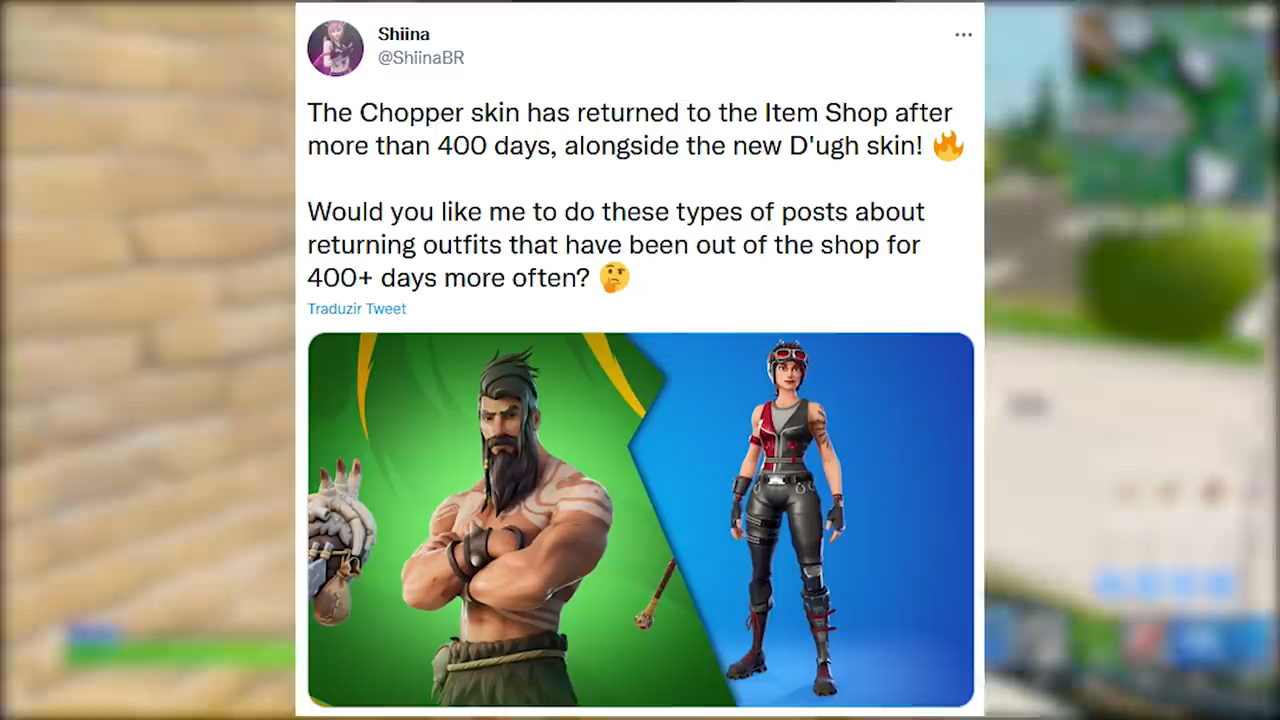 Shiina
@ShiinaBR
The Chopper skin has returned to the Item Shop after
more than 400 days, alongside the new D'ugh skin! 🔥
Would you like me to do these types of posts about
returning outfits that have been out of the shop for
400+ days more often? 🤔
Traduzir Tweet